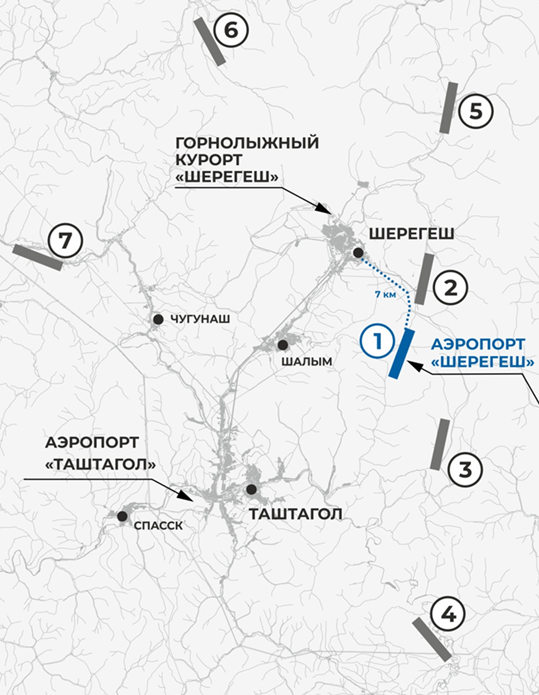 6
5
ГОРНОЛЫЖНЫЙ
КУРОРТ
«ШЕРЕГЕШ»
ШЕРЕГЕШ
7
2
7 км
ЧУГУНАШ
1
АЭРОПОРТ
«ШЕРЕГЕШ»
ШАЛЫМ
АЭРОПОРТ
«ТАШТАГОЛ»
3
ТАШТАГОЛ
СПАССК
4